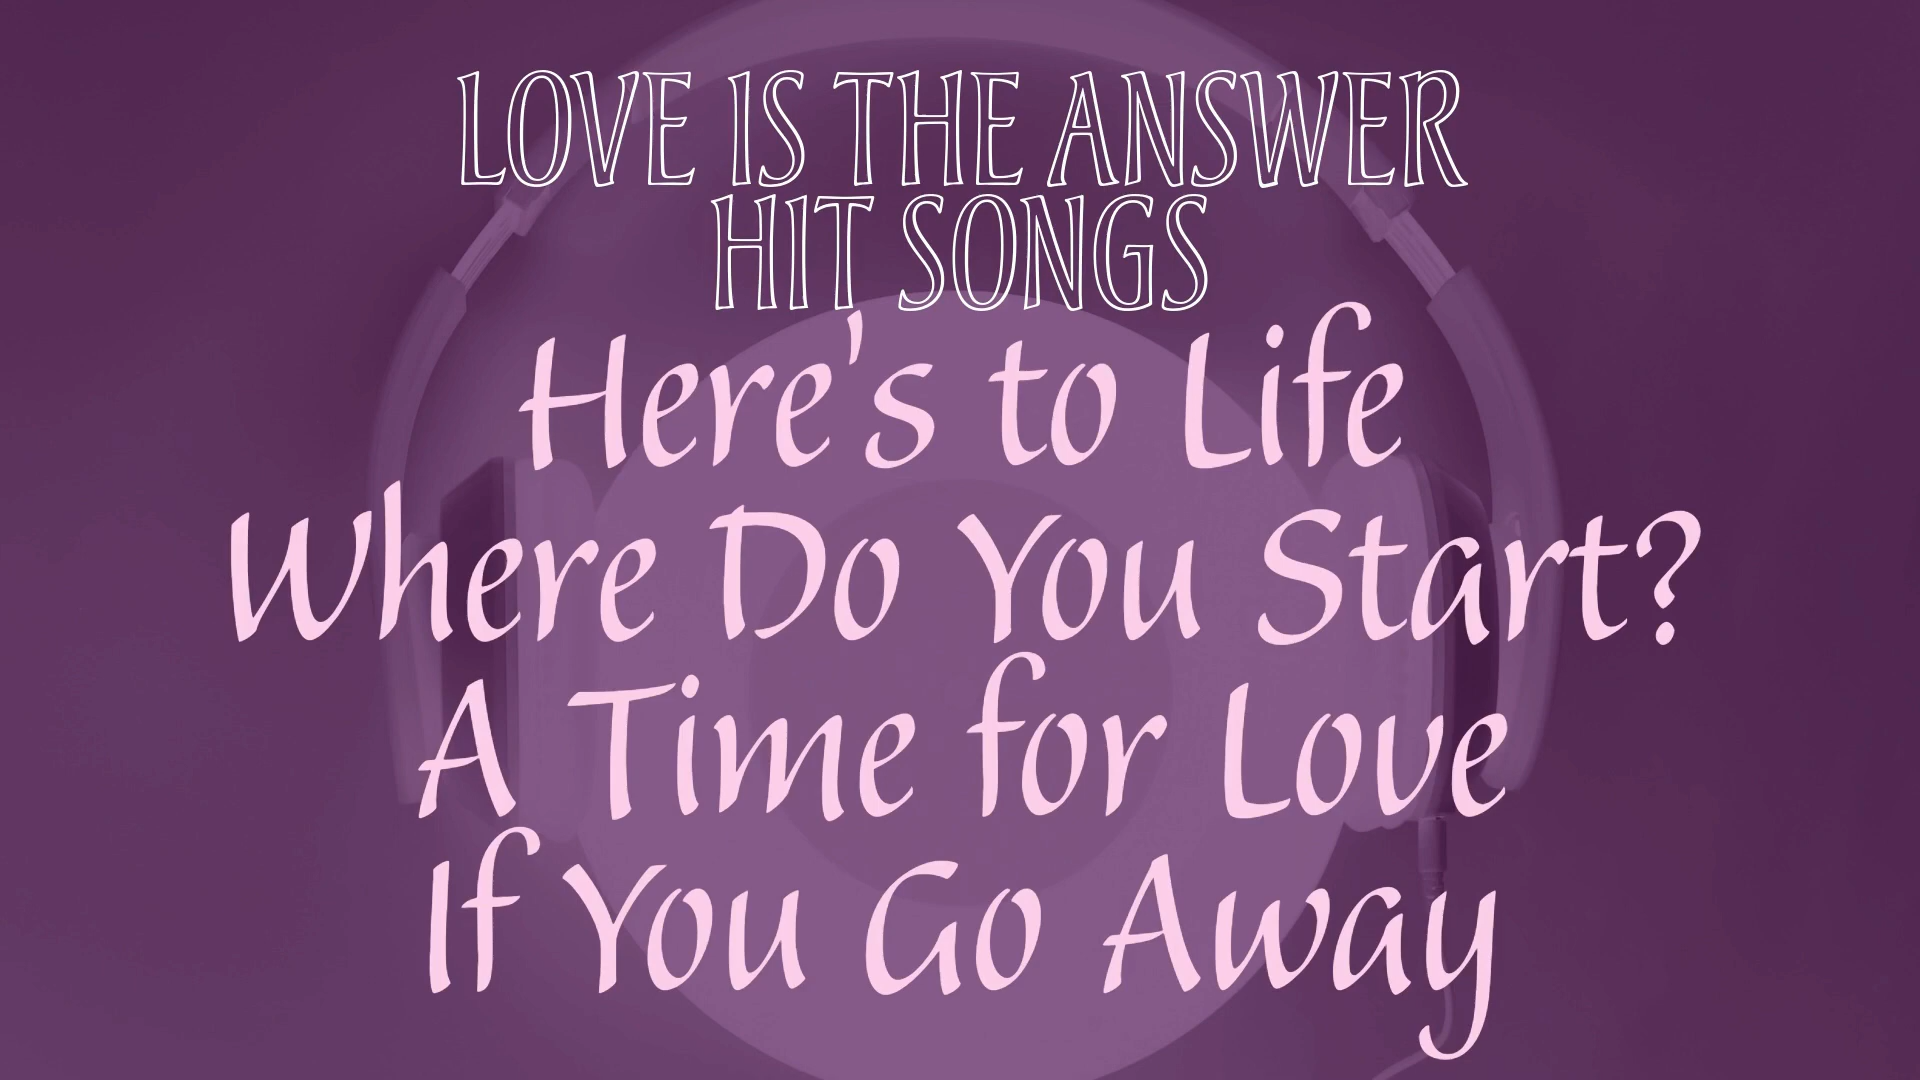 LOVE IS THE ANSWER
HIT SONGS
Here's to Life
Where Do You Start?
A Time for Love
If You Go Away